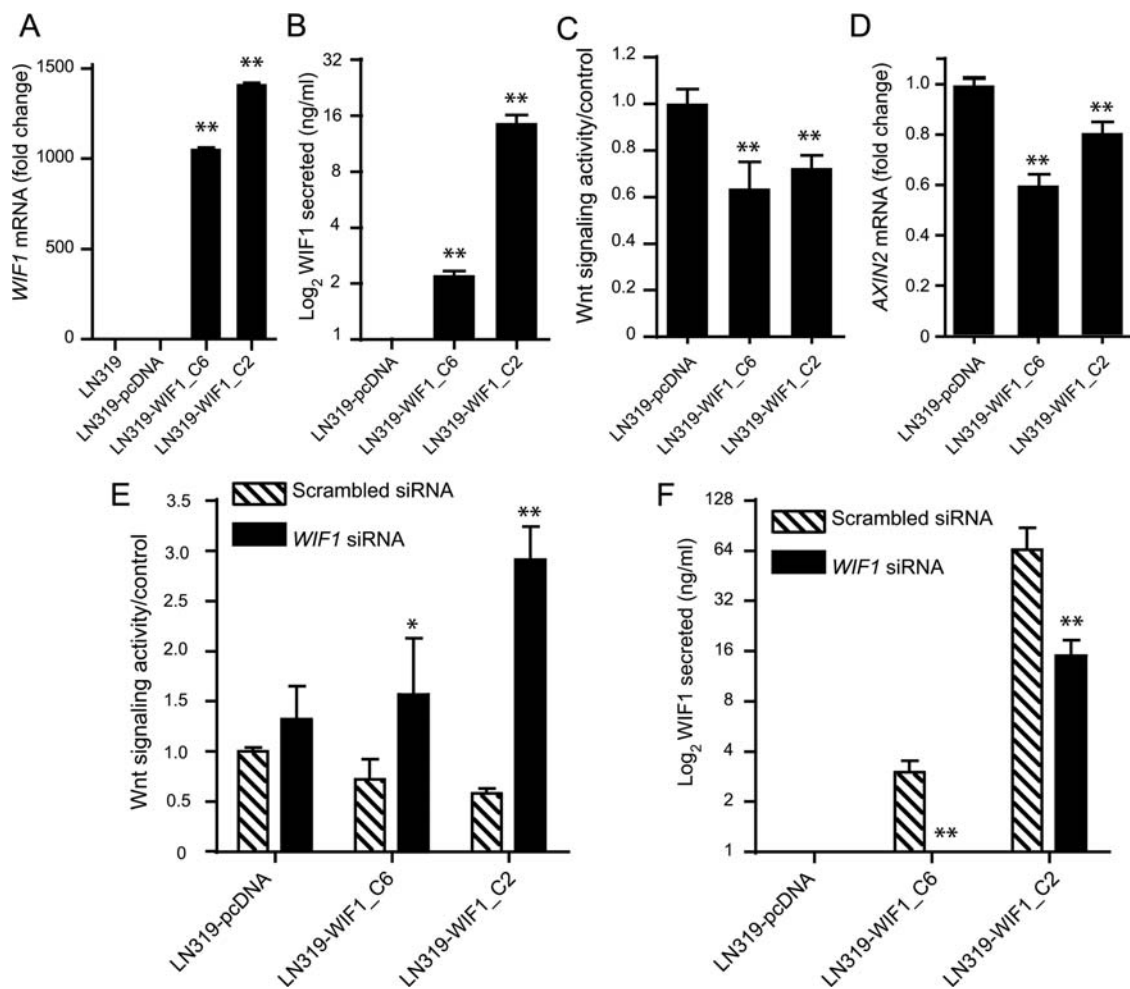 A
WIF1 mRNA (fold change)
1500
1000
500
0
**
**
LN319
LN319-pcDNA
LN319-WIF1_C6
LN319-WIF1_C2
B
Log2 WIF1 secreted (ng/ml)
32
16
8
4
2
1
**
**
LN319-pcDNA
LN319-WIF1_C6
LN319-WIF1_C2
C
Wnt signaling activity/control
1.2
1.0
0.8
0.6
0.4
0.2
0
**
**
LN319-pcDNA
LN319-WIF1_C6
LN319-WIF1_C2
D
AXIN2 mRNA (fold change)
1.0
0.8
0.6
0.4
0.2
0
**
**
LN319-pcDNA
LN319-WIF1_C6
LN319-WIF1_C2
E
Scrambled siRNA
WIF1 siRNA
Wnt signaling activity/control
3.5
3.0
2.5
2.0
1.5
1.0
0.5
0
*
**
LN319-pcDNA
LN319-WIF1_C6
LN319-WIF1_C2
F
Scrambled siRNA
WIF1 siRNA
Log2 WIF1 secreted (ng/ml)
128
64
32
16
8
4
2
1
**
**
LN319-pcDNA
LN319-WIF1_C6
LN319-WIF1_C2